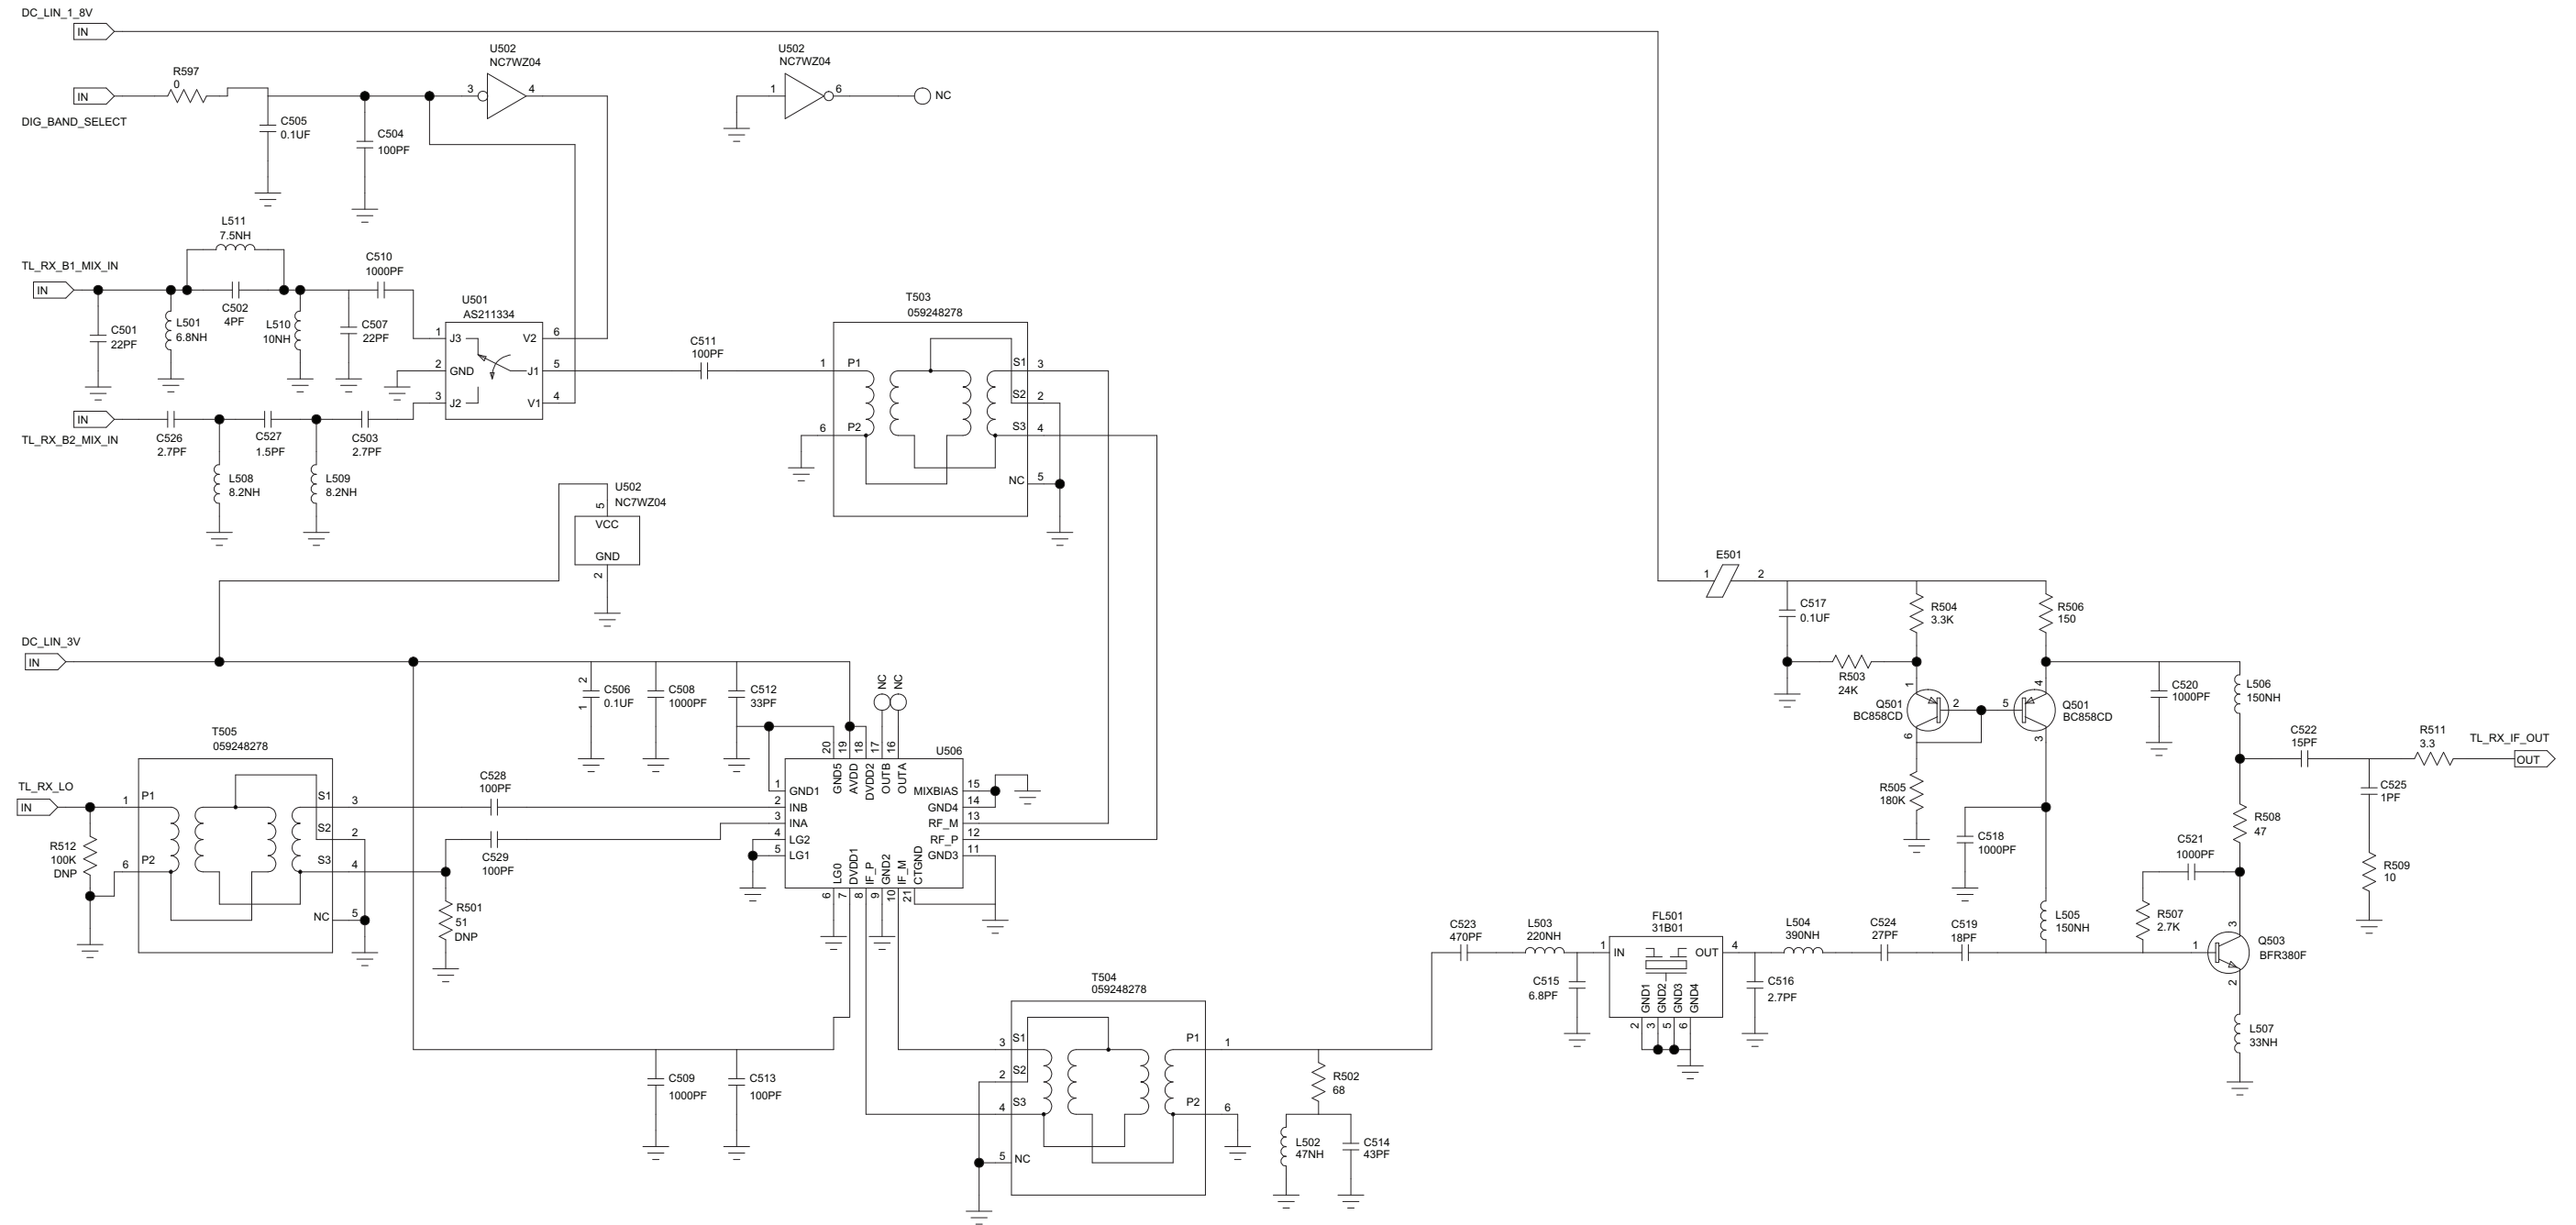 DC_LIN_1_8V
IN
R597
0
IN
DIG_BAND_SELECT
C505
0.1UF
C504
100PF
U502
NC7WZ04
3
4
U502
NC7WZ04
1
6
NC
L511
7.5NH
TL_RX_B1_MIX_IN
IN
C501
22PF
L501
6.8NH
C502
4PF
L510
10NH
C507
22PF
C510
1000PF
U501
AS211334
1
J3
V2
6
2
GND
J1
5
3
J2
V1
4
IN
TL_RX_B2_MIX_IN
C526
2.7PF
C527
1.5PF
C503
2.7PF
L508
8.2NH
L509
8.2NH
C511
100PF
T503
059248278
1
P1
S1
3
S2
2
6
P2
S3
4
NC
5
U502
NC7WZ04
5
VCC
GND
2
DC_LIN_3V
IN
2
1
C506
0.1UF
C508
1000PF
C512
33PF
NC
NC
T505
059248278
TL_RX_LO
IN
1
P1
S1
3
S2
2
6
P2
S3
4
NC
5
R512
100K
DNP
C528
100PF
C529
100PF
R501
51
DNP
U506
20
19
18
17
16
GND5
AVDD
DVDD2
OUTB
OUTA
1
GND1
2
INB
3
INA
4
LG2
5
LG1
MIXBIAS
15
GND4
14
RF_M
13
RF_P
12
GND3
11
LG0
DVDD1
IF_P
GND2
IF_M
CTGND
6
7
8
9
10
21
C509
1000PF
C513
100PF
T504
059248278
3
S1
P1
1
2
S2
4
S3
P2
6
5
NC
R502
68
L502
47NH
C514
43PF
C523
470PF
L503
220NH
C515
6.8PF
FL501
31B01
1
IN
OUT
4
GND1
GND2
GND3
GND4
2
3
5
6
L504
390NH
C516
2.7PF
C524
27PF
C519
18PF
E501
1
2
C517
0.1UF
R504
3.3K
R506
150
R503
24K
1
Q501
BC858CD
2
6
5
4
3
Q501
BC858CD
C520
1000PF
L506
150NH
R505
180K
C518
1000PF
L505
150NH
C521
1000PF
R507
2.7K
R508
47
C522
15PF
R511
3.3
TL_RX_IF_OUT
OUT
C525
1PF
R509
10
1
3
2
Q503
BFR380F
L507
33NH